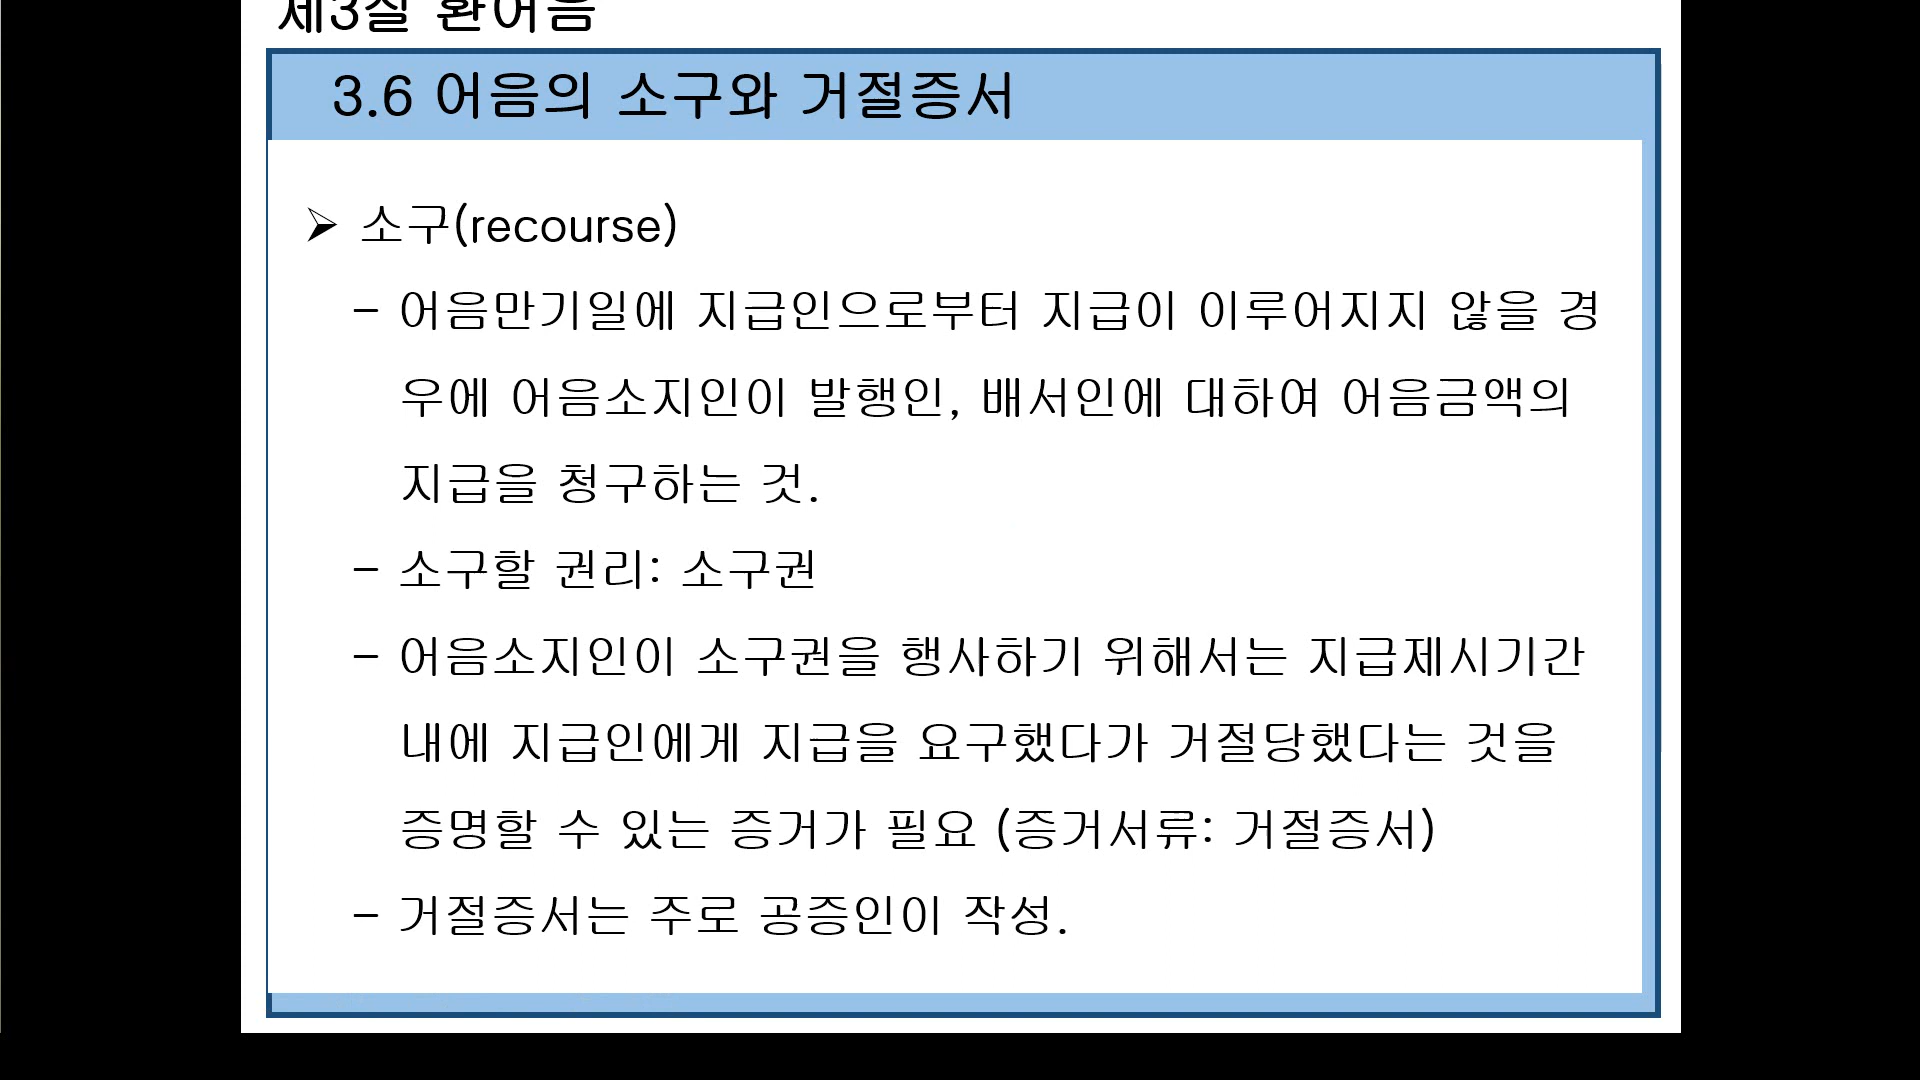 제3절 환어음
3.6 어음의 소구와 거절증서
➢ 소구(recourse)
– 어음만기일에 지급인으로부터 지급이 이루어지지 않을 경
우에 어음소지인이 발행인, 배서인에 대하여 어음금액의
지급을 청구하는 것.
– 소구할 권리: 소구권
– 어음소지인이 소구권을 행사하기 위해서는 지급제시기간
내에 지급인에게 지급을 요구했다가 거절당했다는 것을
증명할 수 있는 증거가 필요 (증거서류: 거절증서)
– 거절증서는 주로 공증인이 작성.